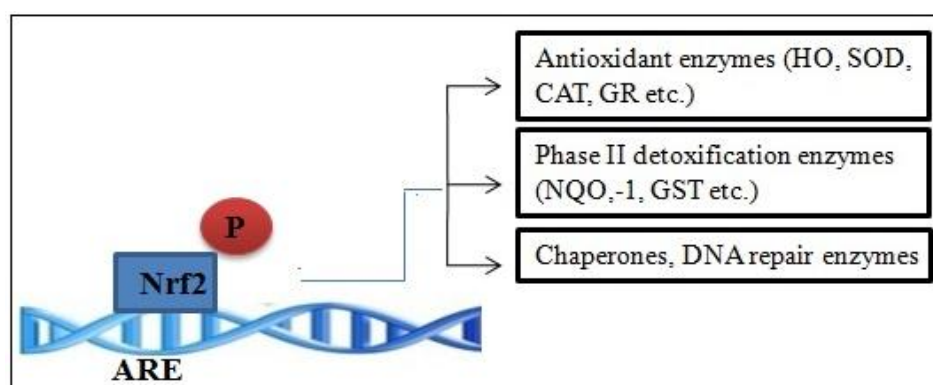 Antioxidant enzymes (HO, SOD,
CAT, GR etc.)
Phase II detoxification enzymes
(NQO,-1, GST etc.)
Chaperones, DNA repair enzymes
P
Nrf2
ARE